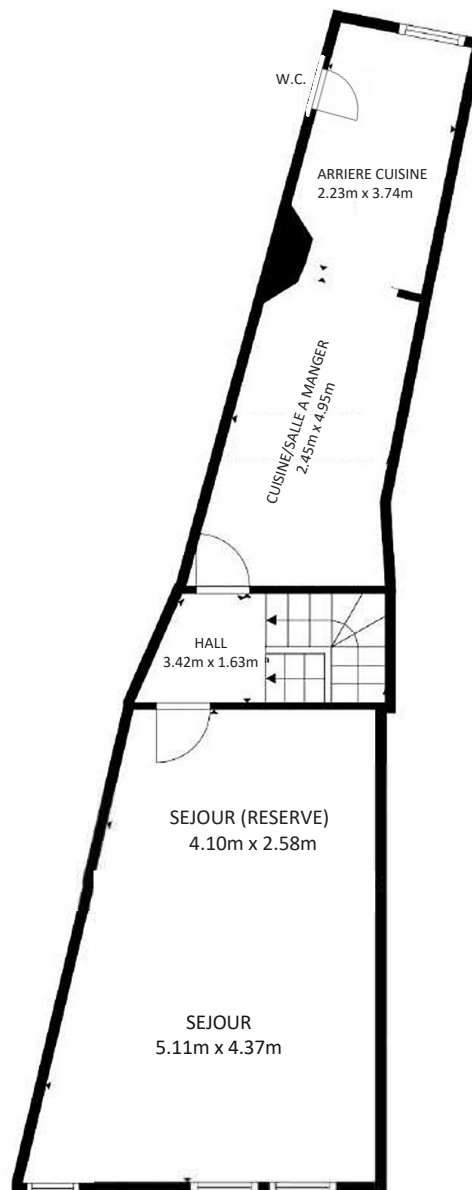 W.C.
ARRIERE CUISINE
2.23m x 3.74m
CUISINE/SALLE A MANGER
2.45m x 4.95m
HALL
3.42m x 1.63m
SEJOUR (RESERVE)
4.10m x 2.58m
SEJOUR
5.11m x 4.37m